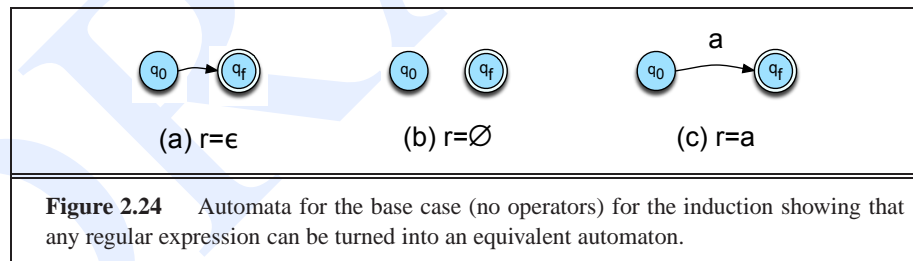 a
q0 qf q0 qf q0 qf
(a) r=ϵ (b) r=∅ (c) r=a
Figure 2.24 Automata for the base case (no operators) for the induction showing that
any regular expression can be turned into an equivalent automaton.